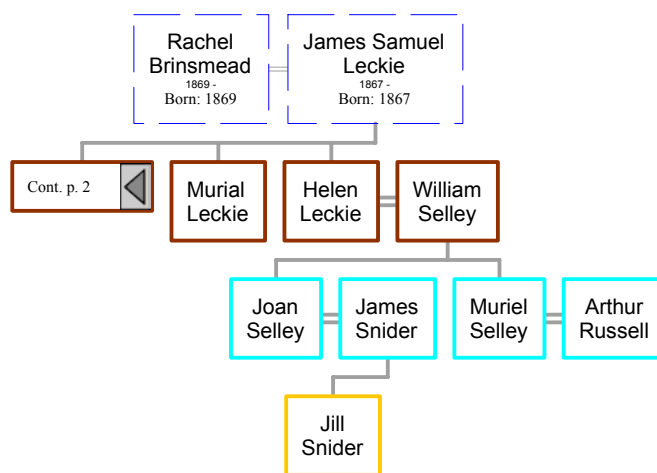 Rachel
Brinsmead
1869 -
Born: 1869
James Samuel
Leckie
1867 -
Born: 1867
Cont. p. 2
Murial
Leckie
Helen
Leckie
William
Selley
Joan
Selley
James
Snider
Muriel
Selley
Arthur
Russell
Jill
Snider